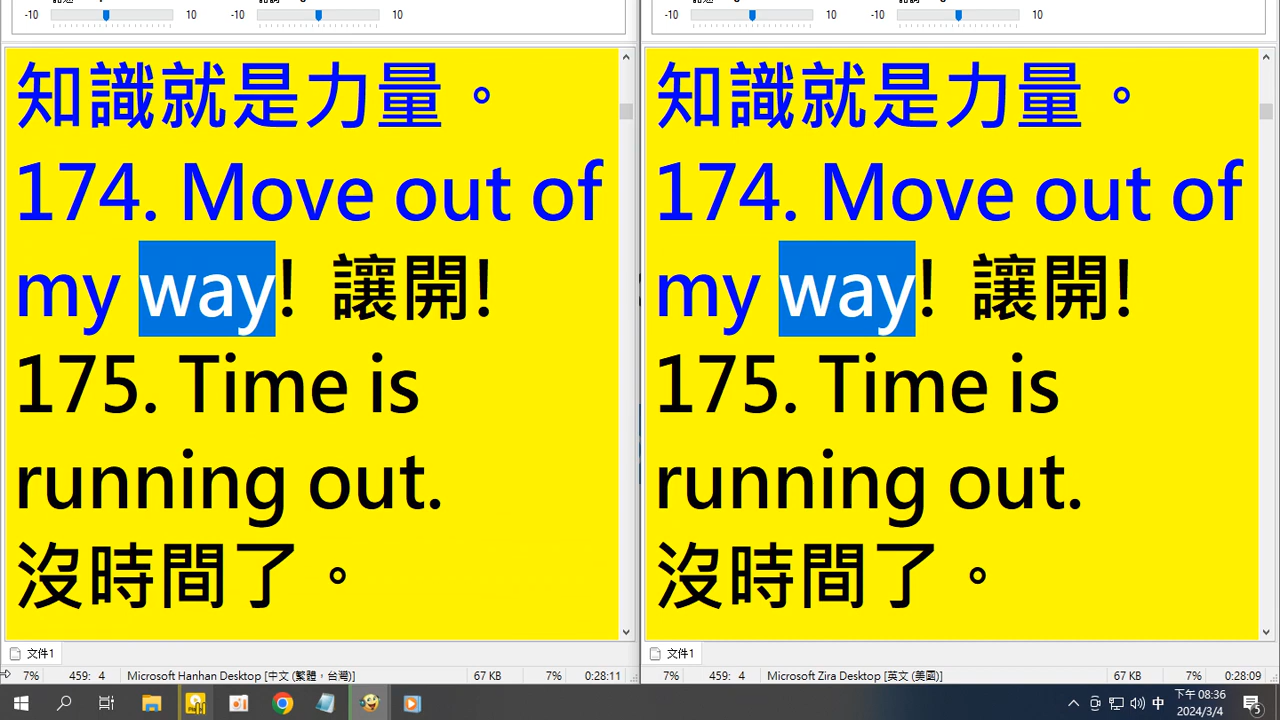 -10 10 -10 10
知識就是力量。
174. Move out of
my way! 讓開!
175. Time is
running out.
沒時間了。
文件1
7% 459: 4 Microsoft Hanhan Desktop [中文 (繁體，台灣)] 67 KB 7% 0:28:11
-10 10 -10 10
知識就是力量。
174. Move out of
my way! 讓開!
175. Time is
running out.
沒時間了。
文件1
7% 459: 4 Microsoft Zira Desktop [英文 (美國)] 67 KB 7% 0:28:09
中 下午 08:36
2024/3/4
5